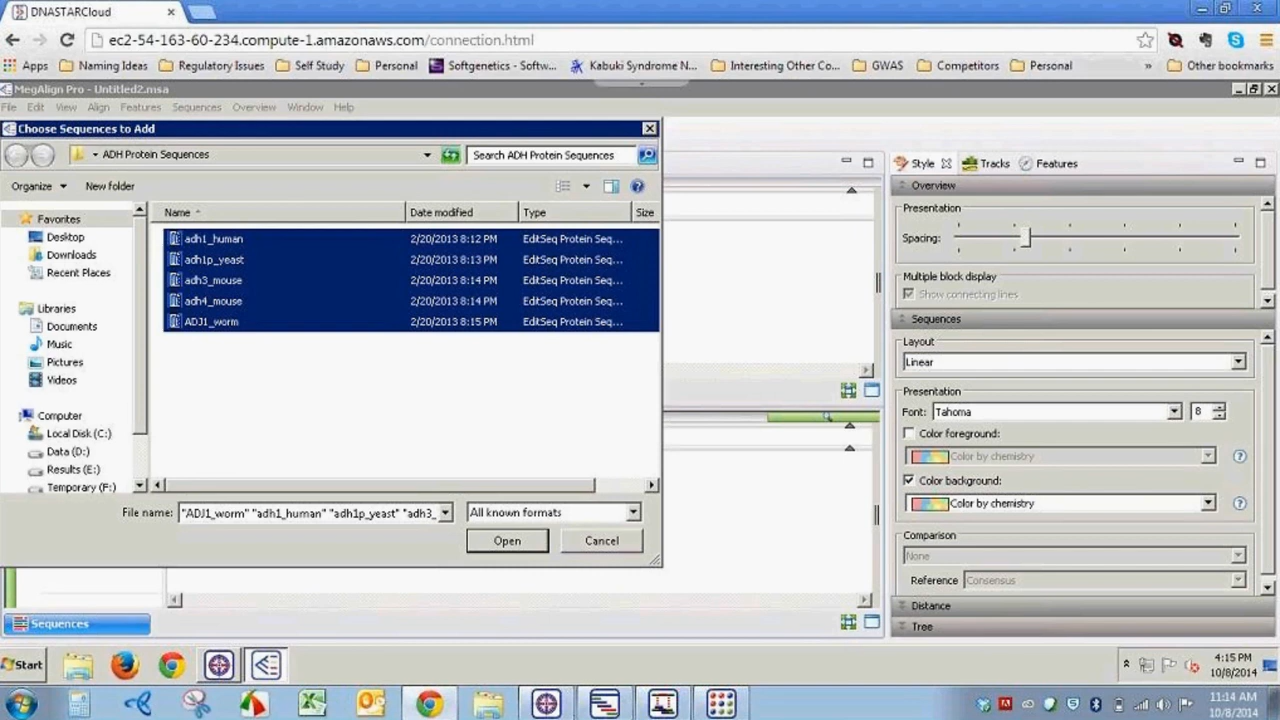 DNASTARCloud
ec2-54-163-60-234.compute-1.amazonaws.com/connection.html
Apps Naming Ideas Regulatory Issues Self Study Personal Softgenetics - Softw... Kabuki Syndrome N... Interesting Other Co... GWAS Competitors Personal » Other bookmarks
MegAlign Pro - Untitled2.msa
File Edit View Align Features Sequences Overview Window Help
Choose Sequences to Add
ADH Protein Sequences Search ADH Protein Sequences
Organize New folder
Name Date modified Type Size
Favorites
Desktop
Downloads
Recent Places
Libraries
Documents
Music
Pictures
Videos
Computer
Local Disk (C:)
Data (D:)
Results (E:)
Temporary (F:)
adh1_human 2/20/2013 8:12 PM EditSeq Protein Seq...
adh1p_yeast 2/20/2013 8:13 PM EditSeq Protein Seq...
adh3_mouse 2/20/2013 8:14 PM EditSeq Protein Seq...
adh4_mouse 2/20/2013 8:14 PM EditSeq Protein Seq...
ADJ1_worm 2/20/2013 8:15 PM EditSeq Protein Seq...
File name: "ADJ1_worm" "adh1_human" "adh1p_yeast" "adh3_ All known formats
Open Cancel
Style Tracks Features
Overview
Presentation
Spacing:
Multiple block display
Show connecting lines
Sequences
Layout
Linear
Presentation
Font: Tahoma 8
Color foreground:
Color by chemistry
Color background:
Color by chemistry
Comparison
None
Reference Consensus
Distance
Tree
Sequences
Start
4:15 PM
10/8/2014
11:14 AM
10/8/2014